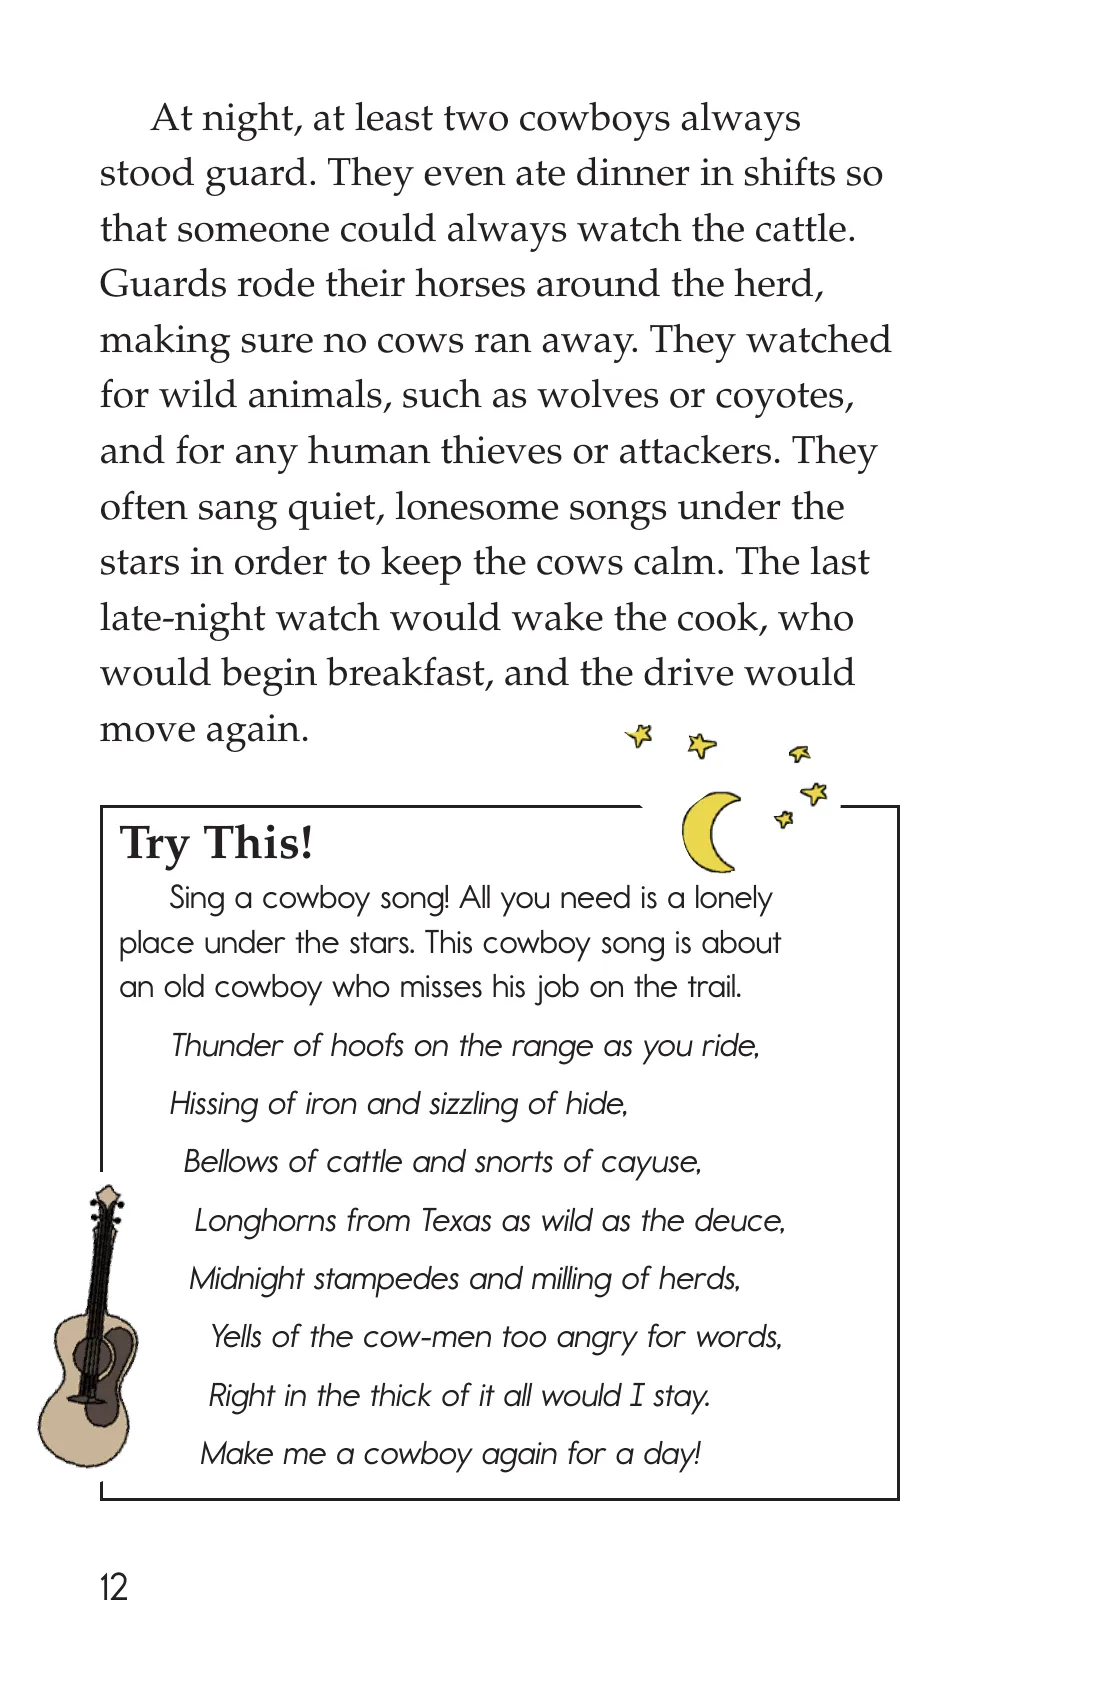 At night, at least two cowboys always
stood guard. They even ate dinner in shifts so
that someone could always watch the cattle.
Guards rode their horses around the herd,
making sure no cows ran away. They watched
for wild animals, such as wolves or coyotes,
and for any human thieves or attackers. They
often sang quiet, lonesome songs under the
stars in order to keep the cows calm. The last
late-night watch would wake the cook, who
would begin breakfast, and the drive would
move again.
Try This!
Sing a cowboy song! All you need is a lonely
place under the stars. This cowboy song is about
an old cowboy who misses his job on the trail.
Thunder of hoofs on the range as you ride,
Hissing of iron and sizzling of hide,
Bellows of cattle and snorts of cayuse,
Longhorns from Texas as wild as the deuce,
Midnight stampedes and milling of herds,
Yells of the cow-men too angry for words,
Right in the thick of it all would I stay.
Make me a cowboy again for a day!
12